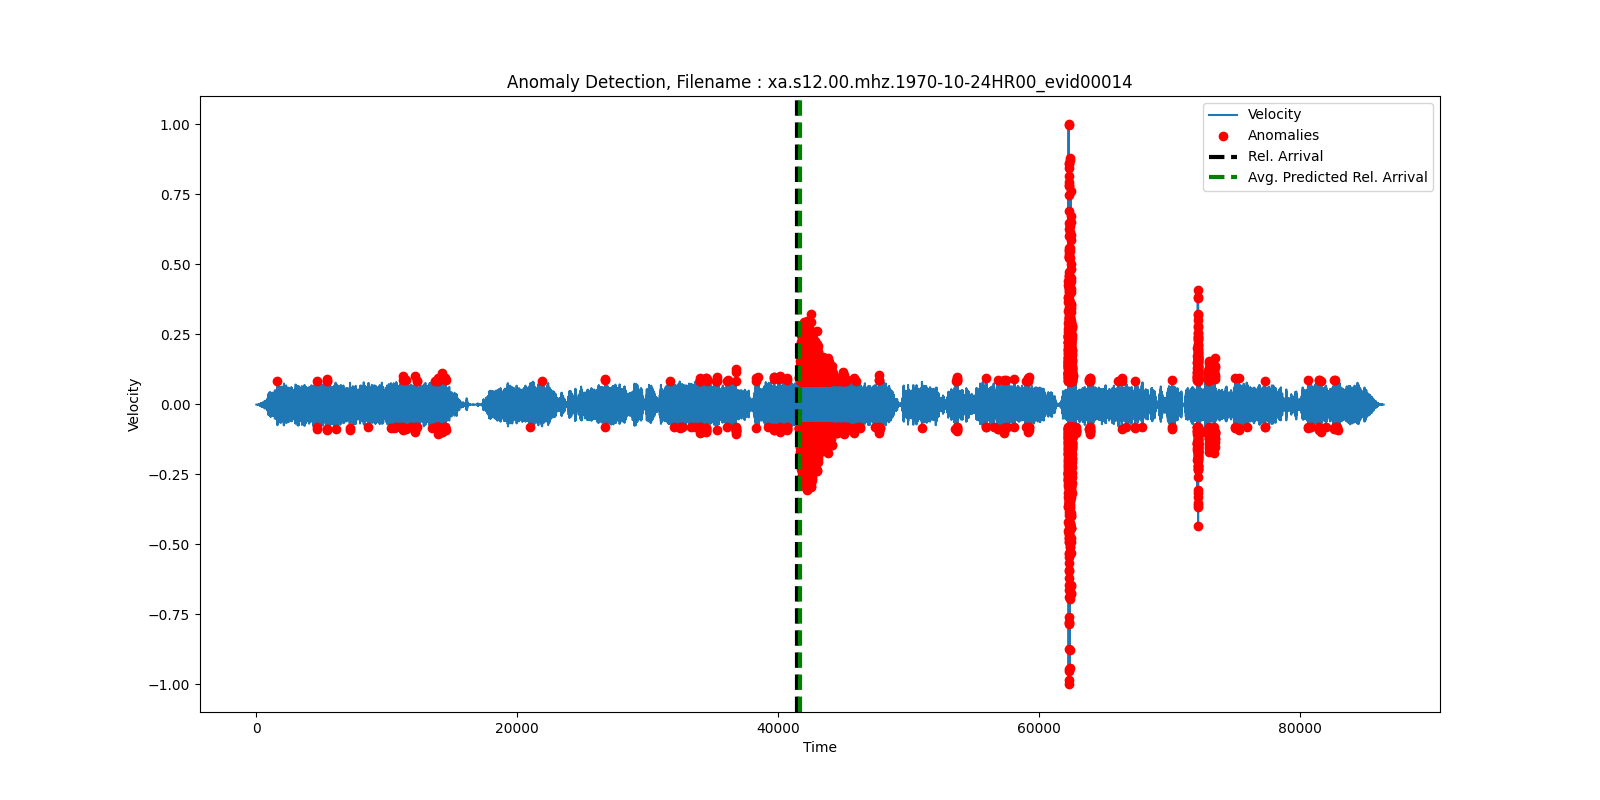 Anomaly Detection, Filename : xa.s12.00.mhz.1970-10-24HR00_evid00014
Velocity
Anomalies
Rel. Arrival
Avg. Predicted Rel. Arrival
1.00
0.75
0.50
0.25
0.00
−0.25
−0.50
−0.75
−1.00
Velocity
0
20000
40000
60000
80000
Time